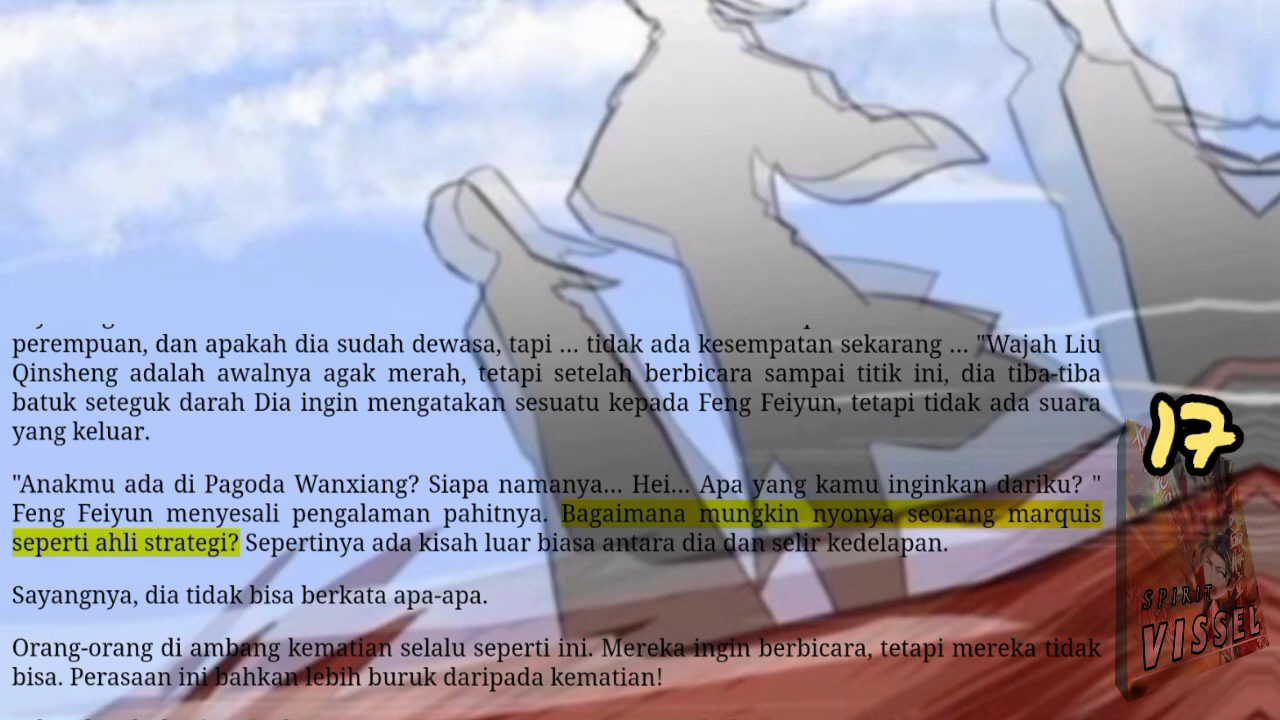 perempuan, dan apakah dia sudah dewasa, tapi ... tidak ada kesempatan sekarang ... "Wajah Liu
Qinsheng adalah awalnya agak merah, tetapi setelah berbicara sampai titik ini, dia tiba-tiba
batuk seteguk darah Dia ingin mengatakan sesuatu kepada Feng Feiyun, tetapi tidak ada suara
yang keluar.
"Anakmu ada di Pagoda Wanxiang? Siapa namanya... Hei... Apa yang kamu inginkan dariku? "
Feng Feiyun menyesali pengalaman pahitnya. Bagaimana mungkin nyonya seorang marquis
seperti ahli strategi? Sepertinya ada kisah luar biasa antara dia dan selir kedelapan.
Sayangnya, dia tidak bisa berkata apa-apa.
Orang-orang di ambang kematian selalu seperti ini. Mereka ingin berbicara, tetapi mereka tidak
bisa. Perasaan ini bahkan lebih buruk daripada kematian!
17
SPIRIT
VISSEL